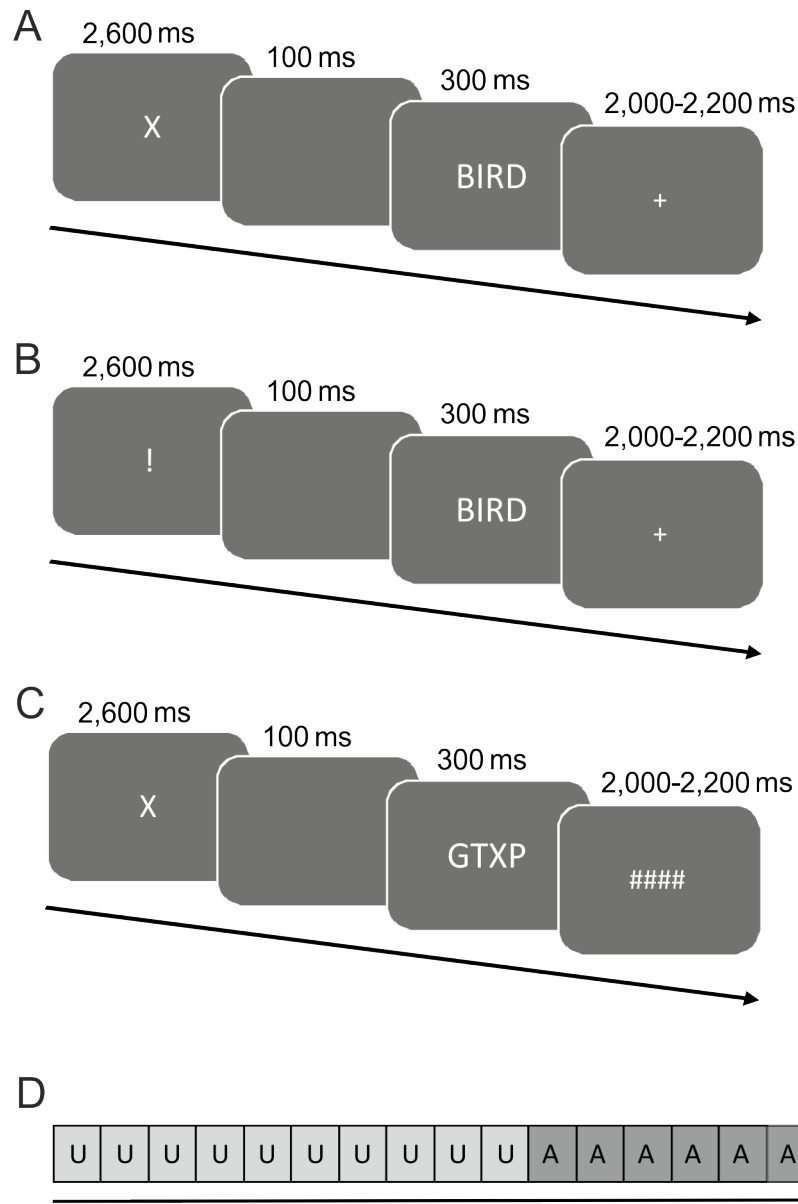 A
2,600 ms
100 ms
300 ms
2,000-2,200 ms
X
BIRD
+
B
2,600 ms
100 ms
300 ms
2,000-2,200 ms
!
BIRD
+
C
2,600 ms
100 ms
300 ms
2,000-2,200 ms
X
GTXP
####
D
U U U U U U U U U U A A A A A A